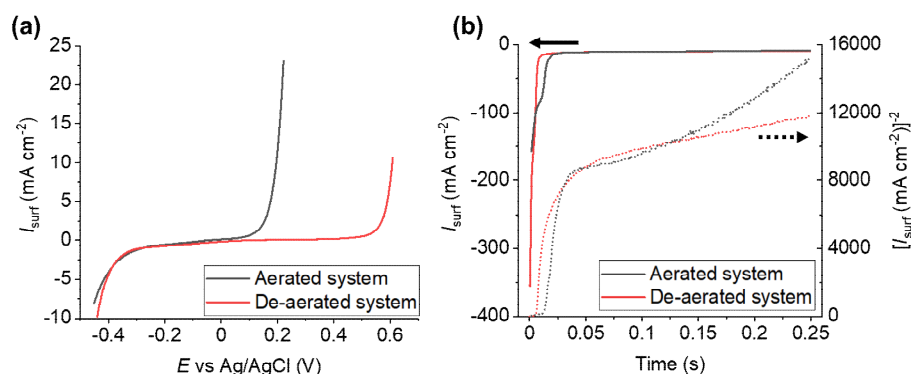 (a)
25
20
15
10
5
0
-5
-10
I_surf (mA cm⁻²)
-0.4 -0.2 0 0.2 0.4 0.6
E vs Ag/AgCl (V)
Aerated system
De-aerated system
(b)
0
-100
-200
-300
-400
I_surf (mA cm⁻²)
0 0.05 0.1 0.15 0.20 0.25
Time (s)
Aerated system
De-aerated system
16000
12000
8000
4000
0
[I_surf (mA cm⁻²)]⁻²